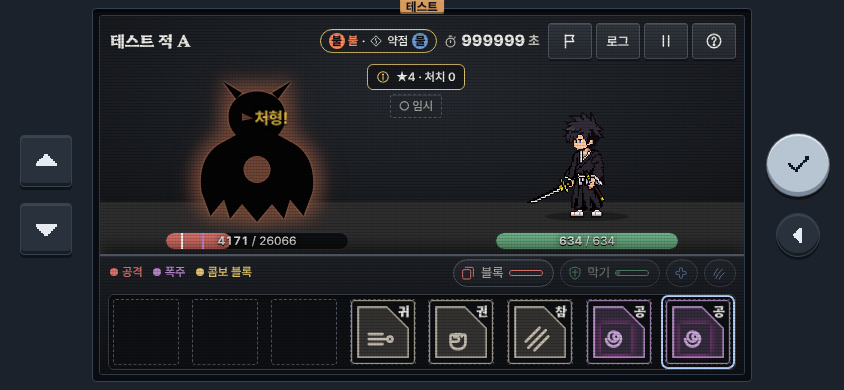 테스트
테스트 적 A
불 불 · 약점 물
999999 초
로그
★4 · 처치 0
임시
처형!
4171 / 26066
634 / 634
공격 폭주 콤보 블록
블록
막기
귀 권 참 공 공